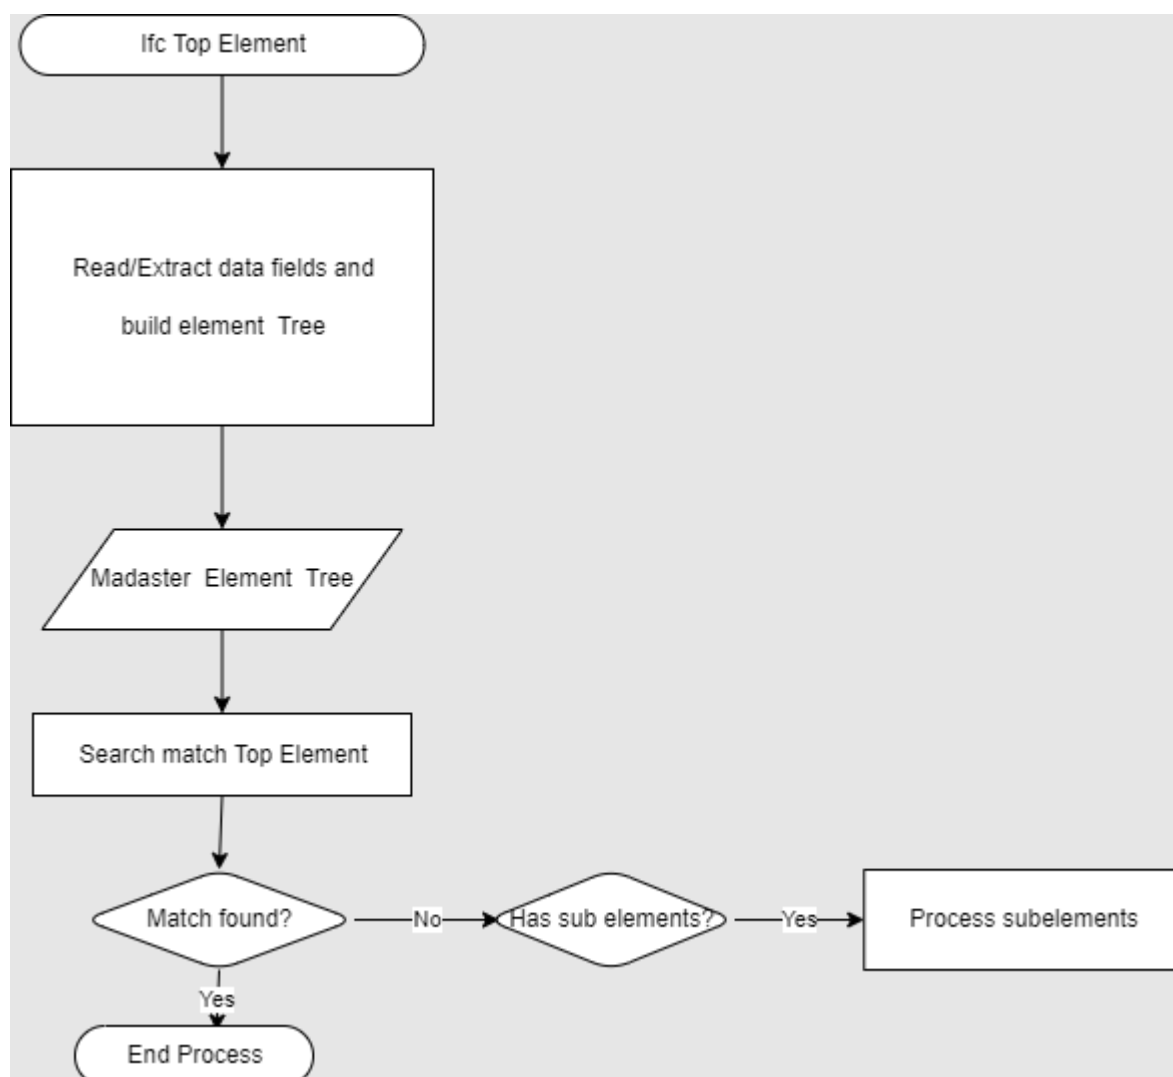 Ifc Top Element
Read/Extract data fields and
build element  Tree
Madaster  Element  Tree
Search match Top Element
Match found?
No
Has sub elements?
Yes
Process subelements
Yes
End Process